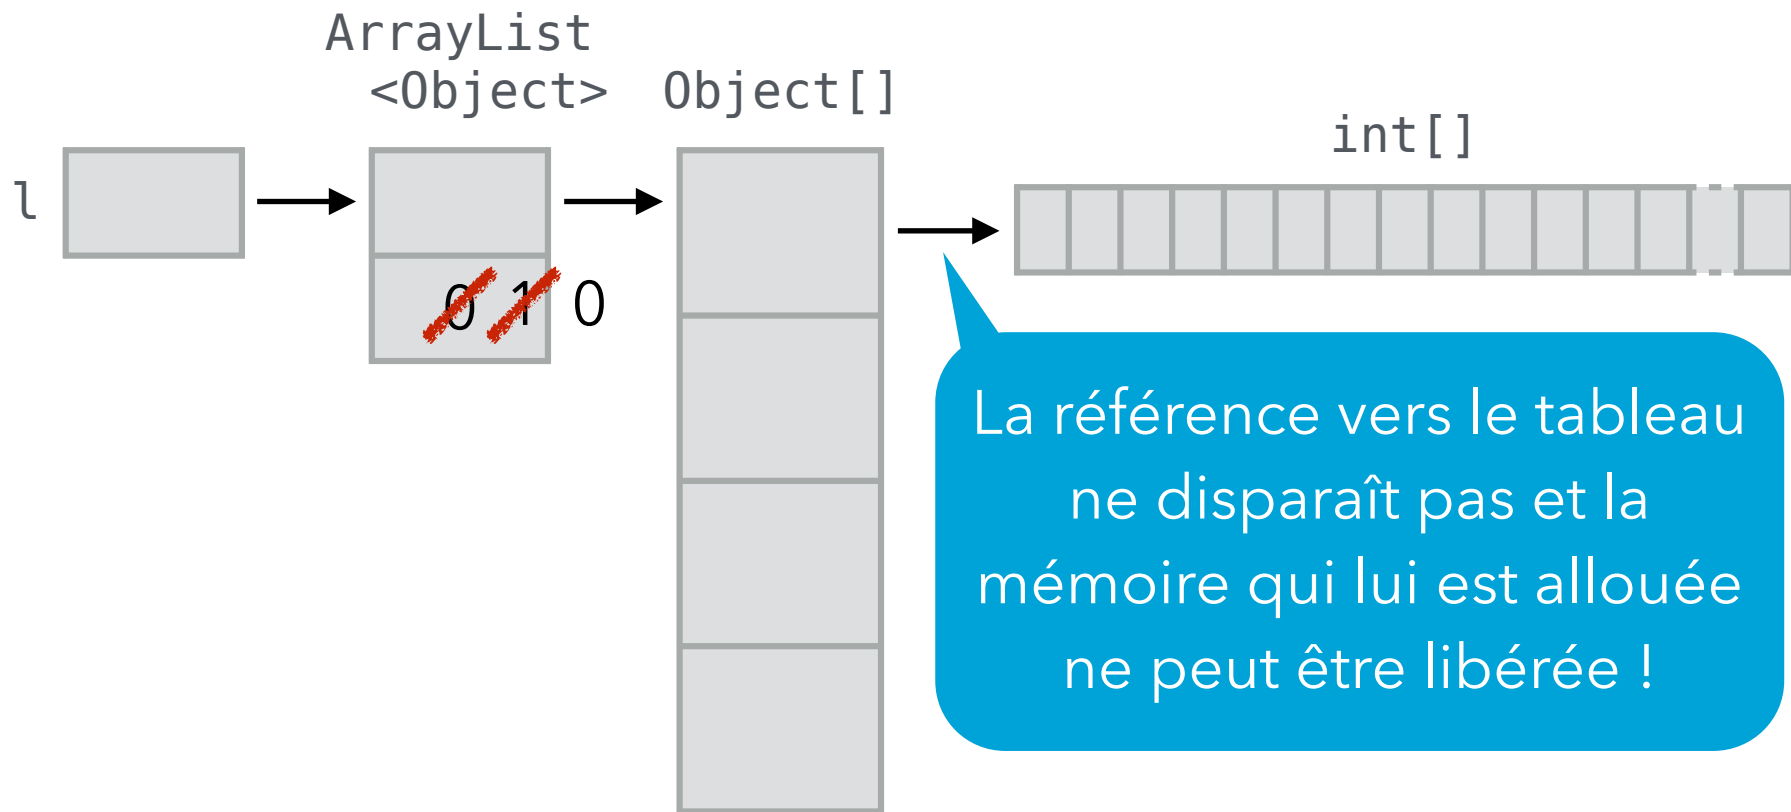 ArrayList
<Object>
Object[]
int[]
l
0 1 0
La référence vers le tableau
ne disparaît pas et la
mémoire qui lui est allouée
ne peut être libérée !